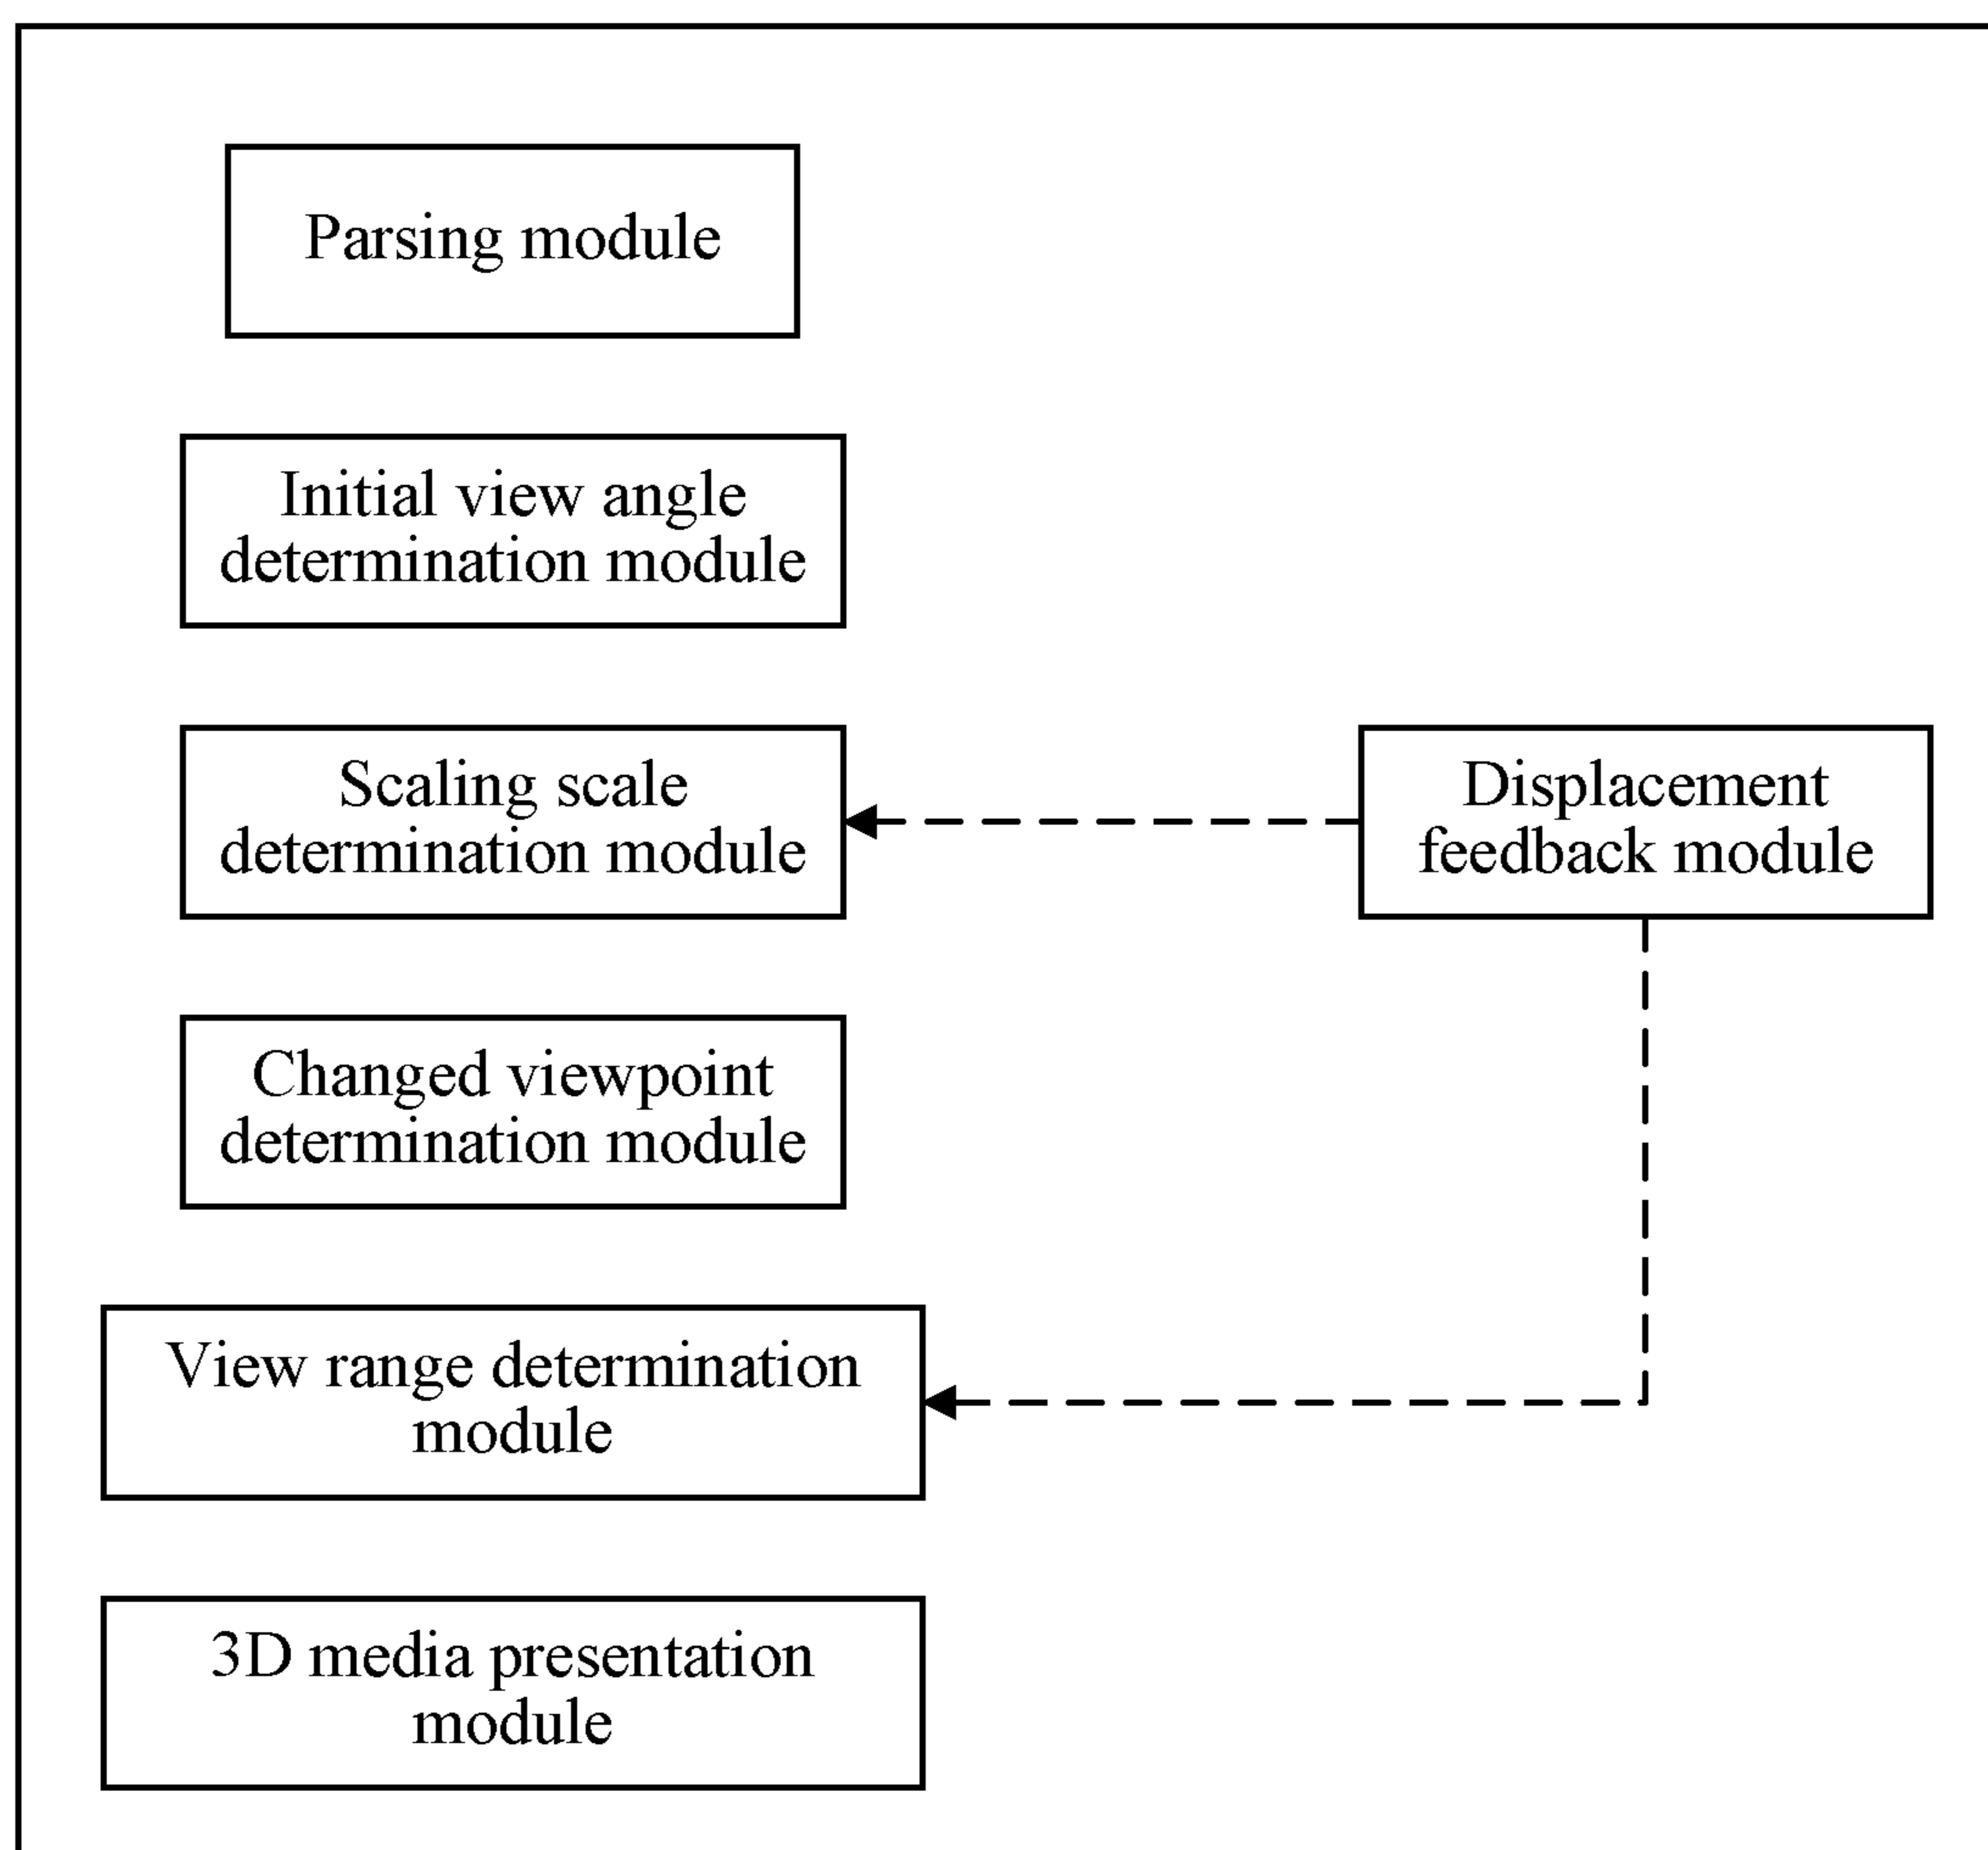 Parsing module
Initial view angle
determination module
Scaling scale
determination module
Displacement
feedback module
Changed viewpoint
determination module
View range determination
module
3D media presentation
module